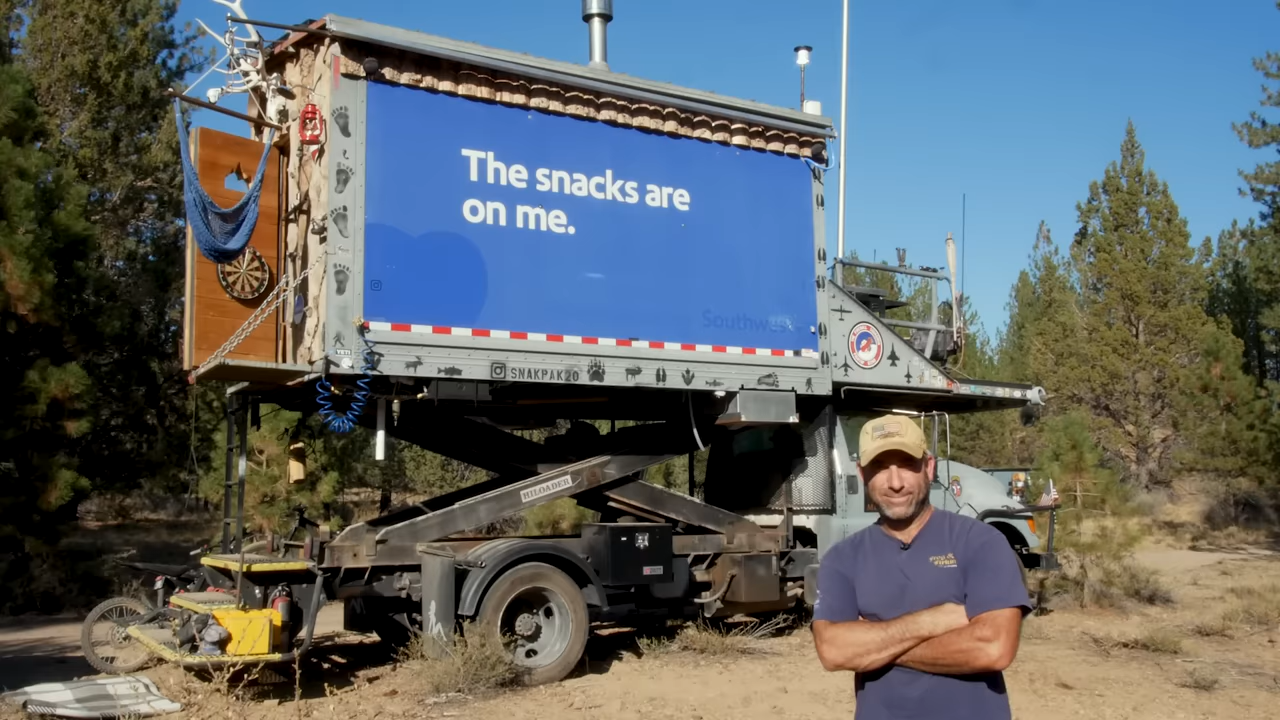 The snacks are
on me.
Southwest
SNAKPAK20
HILOADER